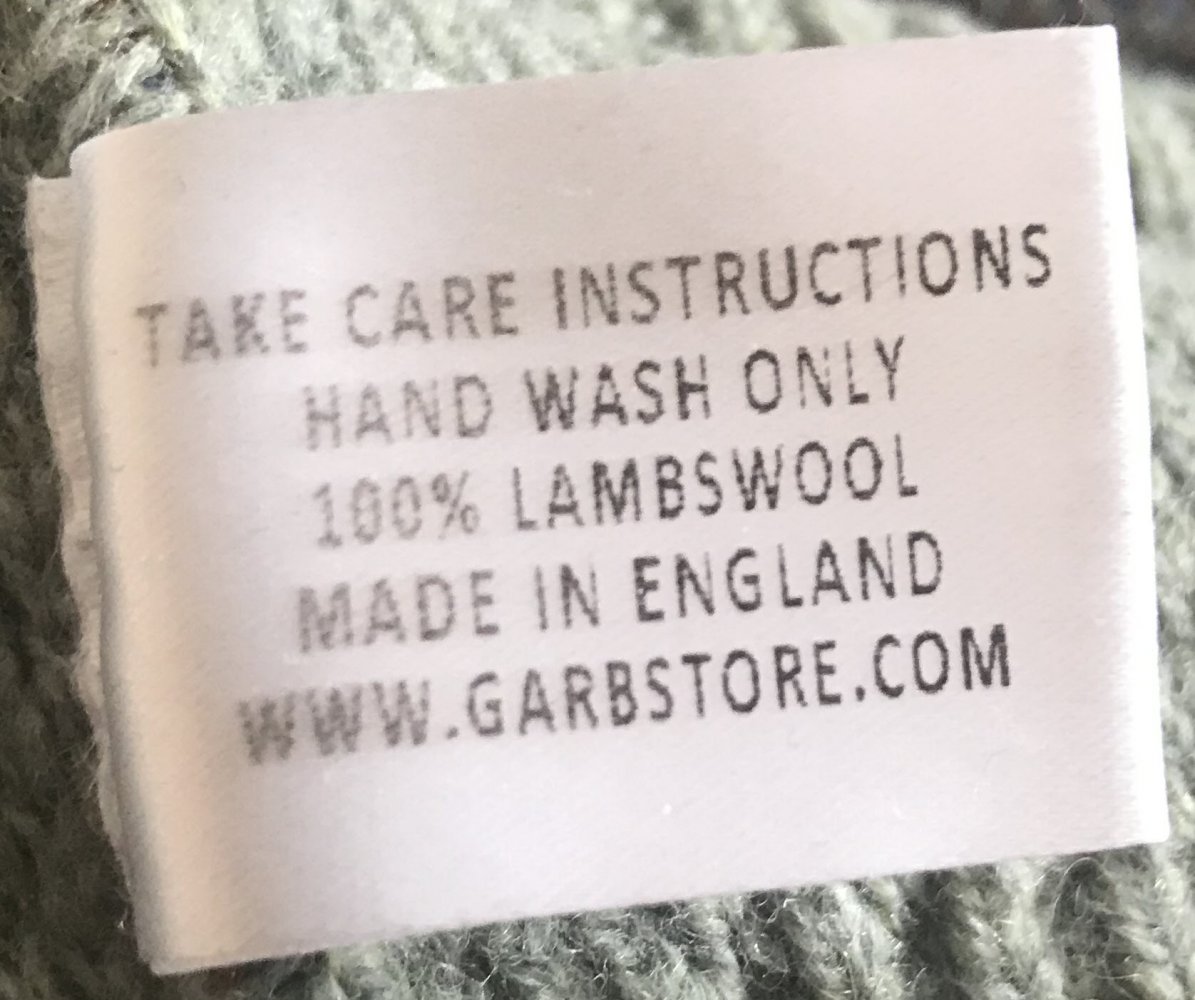 TAKE CARE INSTRUCTIONS
HAND WASH ONLY
100% LAMBSWOOL
MADE IN ENGLAND
WWW.GARBSTORE.COM